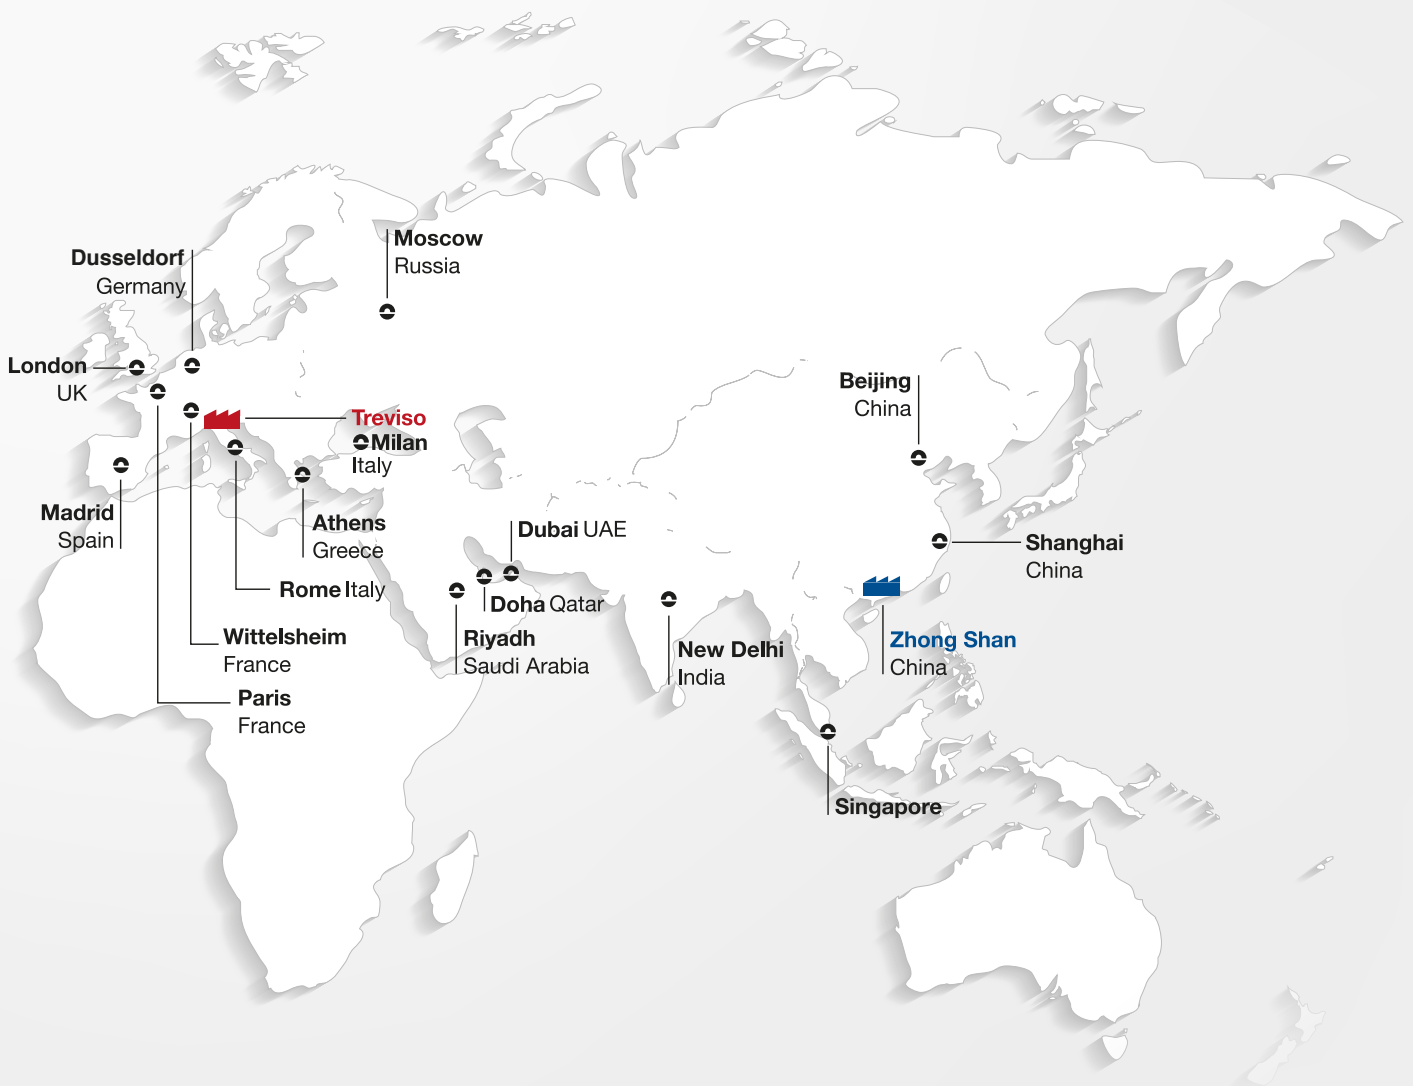 Moscow
Russia
Dusseldorf
Germany
London
UK
Treviso
Milan
Italy
Beijing
China
Madrid
Spain
Athens
Greece
Dubai UAE
Shanghai
China
Rome Italy
Doha Qatar
Wittelsheim
France
Riyadh
Saudi Arabia
New Delhi
India
Zhong Shan
China
Paris
France
Singapore